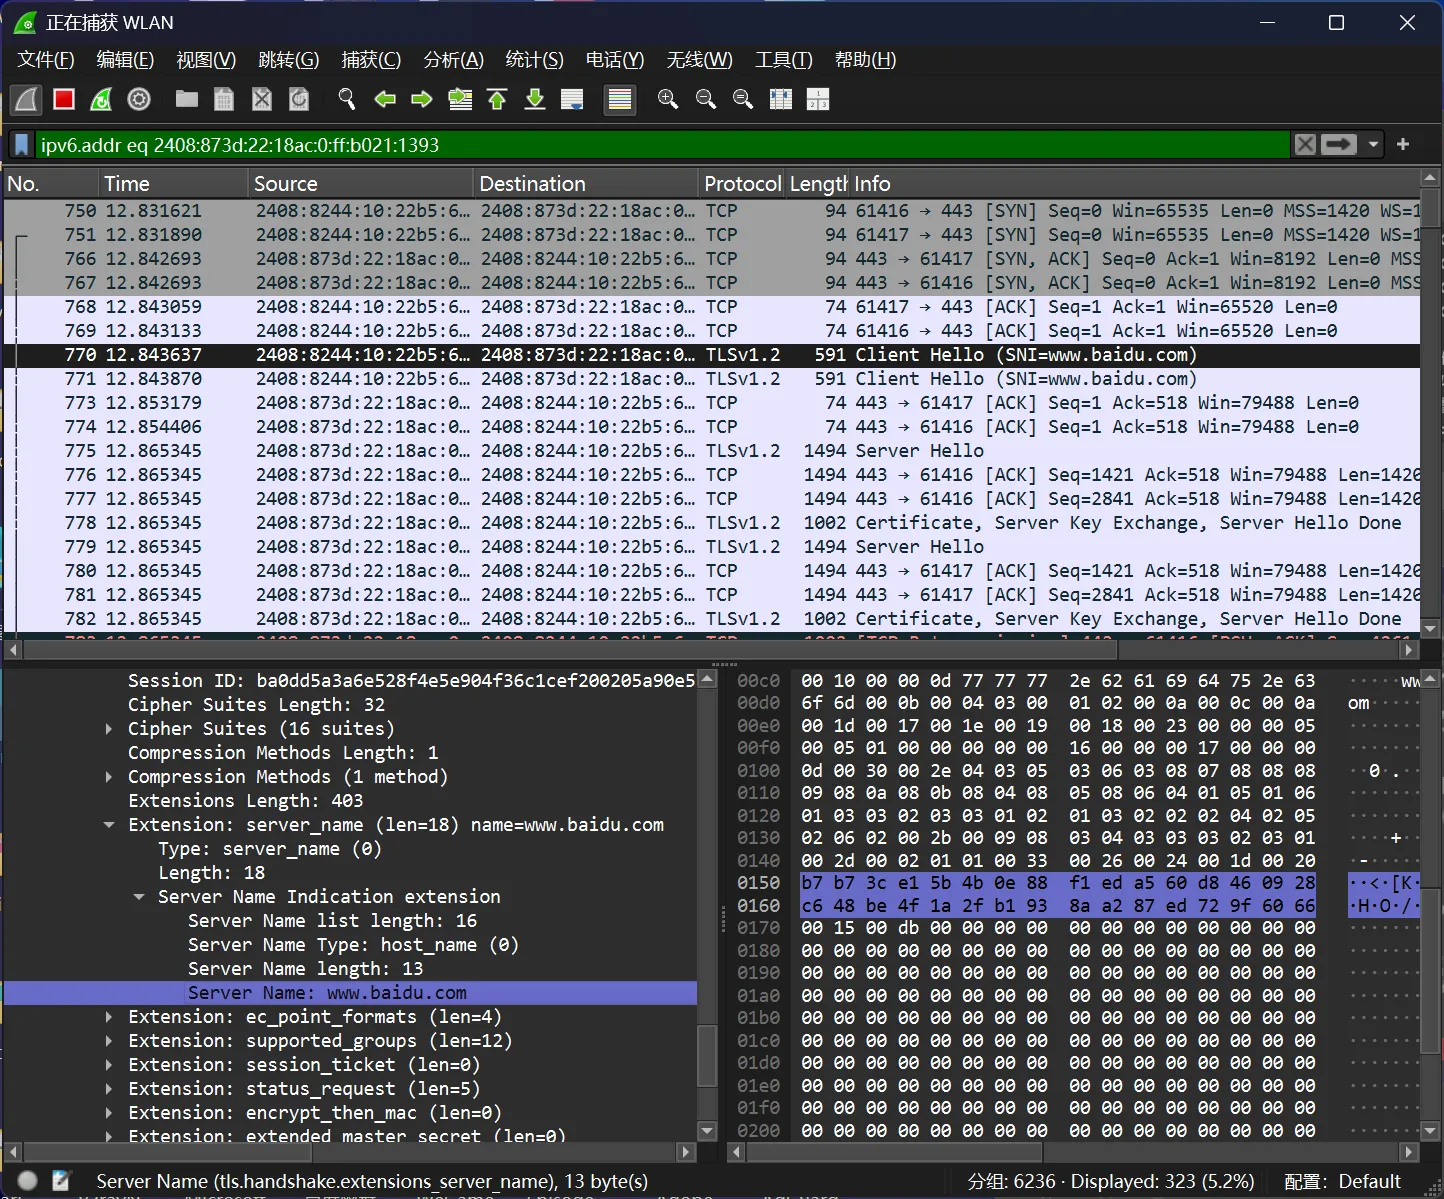 正在捕获 WLAN
文件(F) 编辑(E) 视图(V) 跳转(G) 捕获(C) 分析(A) 统计(S) 电话(Y) 无线(W) 工具(T) 帮助(H)
ipv6.addr eq 2408:873d:22:18ac:0:ff:b021:1393
No. Time Source Destination Protocol Length Info
750 12.831621 2408:8244:10:22b5:6… 2408:873d:22:18ac:0… TCP 94 61416 → 443 [SYN] Seq=0 Win=65535 Len=0 MSS=1420 WS=1
751 12.831890 2408:8244:10:22b5:6… 2408:873d:22:18ac:0… TCP 94 61417 → 443 [SYN] Seq=0 Win=65535 Len=0 MSS=1420 WS=1
766 12.842693 2408:873d:22:18ac:0… 2408:8244:10:22b5:6… TCP 94 443 → 61417 [SYN, ACK] Seq=0 Ack=1 Win=8192 Len=0 MSS
767 12.842693 2408:873d:22:18ac:0… 2408:8244:10:22b5:6… TCP 94 443 → 61416 [SYN, ACK] Seq=0 Ack=1 Win=8192 Len=0 MSS
768 12.843059 2408:8244:10:22b5:6… 2408:873d:22:18ac:0… TCP 74 61417 → 443 [ACK] Seq=1 Ack=1 Win=65520 Len=0
769 12.843133 2408:8244:10:22b5:6… 2408:873d:22:18ac:0… TCP 74 61416 → 443 [ACK] Seq=1 Ack=1 Win=65520 Len=0
770 12.843637 2408:8244:10:22b5:6… 2408:873d:22:18ac:0… TLSv1.2 591 Client Hello (SNI=www.baidu.com)
771 12.843870 2408:8244:10:22b5:6… 2408:873d:22:18ac:0… TLSv1.2 591 Client Hello (SNI=www.baidu.com)
773 12.853179 2408:873d:22:18ac:0… 2408:8244:10:22b5:6… TCP 74 443 → 61417 [ACK] Seq=1 Ack=518 Win=79488 Len=0
774 12.854406 2408:873d:22:18ac:0… 2408:8244:10:22b5:6… TCP 74 443 → 61416 [ACK] Seq=1 Ack=518 Win=79488 Len=0
775 12.865345 2408:873d:22:18ac:0… 2408:8244:10:22b5:6… TLSv1.2 1494 Server Hello
776 12.865345 2408:873d:22:18ac:0… 2408:8244:10:22b5:6… TCP 1494 443 → 61416 [ACK] Seq=1421 Ack=518 Win=79488 Len=1420
777 12.865345 2408:873d:22:18ac:0… 2408:8244:10:22b5:6… TCP 1494 443 → 61416 [ACK] Seq=2841 Ack=518 Win=79488 Len=1420
778 12.865345 2408:873d:22:18ac:0… 2408:8244:10:22b5:6… TLSv1.2 1002 Certificate, Server Key Exchange, Server Hello Done
779 12.865345 2408:873d:22:18ac:0… 2408:8244:10:22b5:6… TLSv1.2 1494 Server Hello
780 12.865345 2408:873d:22:18ac:0… 2408:8244:10:22b5:6… TCP 1494 443 → 61417 [ACK] Seq=1421 Ack=518 Win=79488 Len=1420
781 12.865345 2408:873d:22:18ac:0… 2408:8244:10:22b5:6… TCP 1494 443 → 61417 [ACK] Seq=2841 Ack=518 Win=79488 Len=1420
782 12.865345 2408:873d:22:18ac:0… 2408:8244:10:22b5:6… TLSv1.2 1002 Certificate, Server Key Exchange, Server Hello Done
Session ID: ba0dd5a3a6e528f4e5e904f36c1cef200205a90e5
Cipher Suites Length: 32
Cipher Suites (16 suites)
Compression Methods Length: 1
Compression Methods (1 method)
Extensions Length: 403
Extension: server_name (len=18) name=www.baidu.com
Type: server_name (0)
Length: 18
Server Name Indication extension
Server Name list length: 16
Server Name Type: host_name (0)
Server Name length: 13
Server Name: www.baidu.com
Extension: ec_point_formats (len=4)
Extension: supported_groups (len=12)
Extension: session_ticket (len=0)
Extension: status_request (len=5)
Extension: encrypt_then_mac (len=0)
Extension: extended master secret (len=0)
00c0 00 10 00 00 0d 77 77 77 2e 62 61 69 64 75 2e 63 ·····ww
00d0 6f 6d 00 0b 00 04 03 00 01 02 00 0a 00 0c 00 0a om·····
00e0 00 1d 00 17 00 1e 00 19 00 18 00 23 00 00 00 05 ·······
00f0 00 05 01 00 00 00 00 00 16 00 00 00 17 00 00 00 ·······
0100 0d 00 30 00 2e 04 03 05 03 06 03 08 07 08 08 08 ··0·.··
0110 09 08 0a 08 0b 08 04 08 05 08 06 04 01 05 01 06 ·······
0120 01 03 03 02 03 03 01 02 01 03 02 02 02 04 02 05 ·······
0130 02 06 02 00 2b 00 09 08 03 04 03 03 03 02 03 01 ····+··
0140 00 2d 00 02 01 01 00 33 00 26 00 24 00 1d 00 20 ·-·····
0150 b7 b7 3c e1 5b 4b 0e 88 f1 ed a5 60 d8 46 09 28 ··<·[K·
0160 c6 48 be 4f 1a 2f b1 93 8a a2 87 ed 72 9f 60 66 ·H·O·/·
0170 00 15 00 db 00 00 00 00 00 00 00 00 00 00 00 00 ·······
0180 00 00 00 00 00 00 00 00 00 00 00 00 00 00 00 00 ·······
0190 00 00 00 00 00 00 00 00 00 00 00 00 00 00 00 00 ·······
01a0 00 00 00 00 00 00 00 00 00 00 00 00 00 00 00 00 ·······
01b0 00 00 00 00 00 00 00 00 00 00 00 00 00 00 00 00 ·······
01c0 00 00 00 00 00 00 00 00 00 00 00 00 00 00 00 00 ·······
01d0 00 00 00 00 00 00 00 00 00 00 00 00 00 00 00 00 ·······
01e0 00 00 00 00 00 00 00 00 00 00 00 00 00 00 00 00 ·······
01f0 00 00 00 00 00 00 00 00 00 00 00 00 00 00 00 00 ·······
0200 00 00 00 00 00 00 00 00 00 00 00 00 00 00 00 00 ·······
Server Name (tls.handshake.extensions_server_name), 13 byte(s) 分组: 6236 · Displayed: 323 (5.2%) 配置: Default